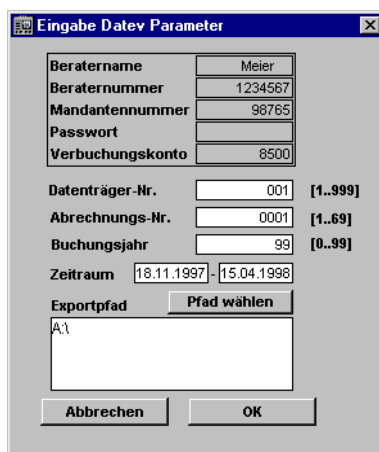 Eingabe Datev Parameter
Beratername Meier
Beraternummer 1234567
Mandantennummer 98765
Passwort
Verbuchungskonto 8500
Datenträger-Nr. 001 [1..999]
Abrechnungs-Nr. 0001 [1..69]
Buchungsjahr 99 [0..99]
Zeitraum 18.11.1997 - 15.04.1998
Exportpfad Pfad wählen
A:\
Abbrechen OK